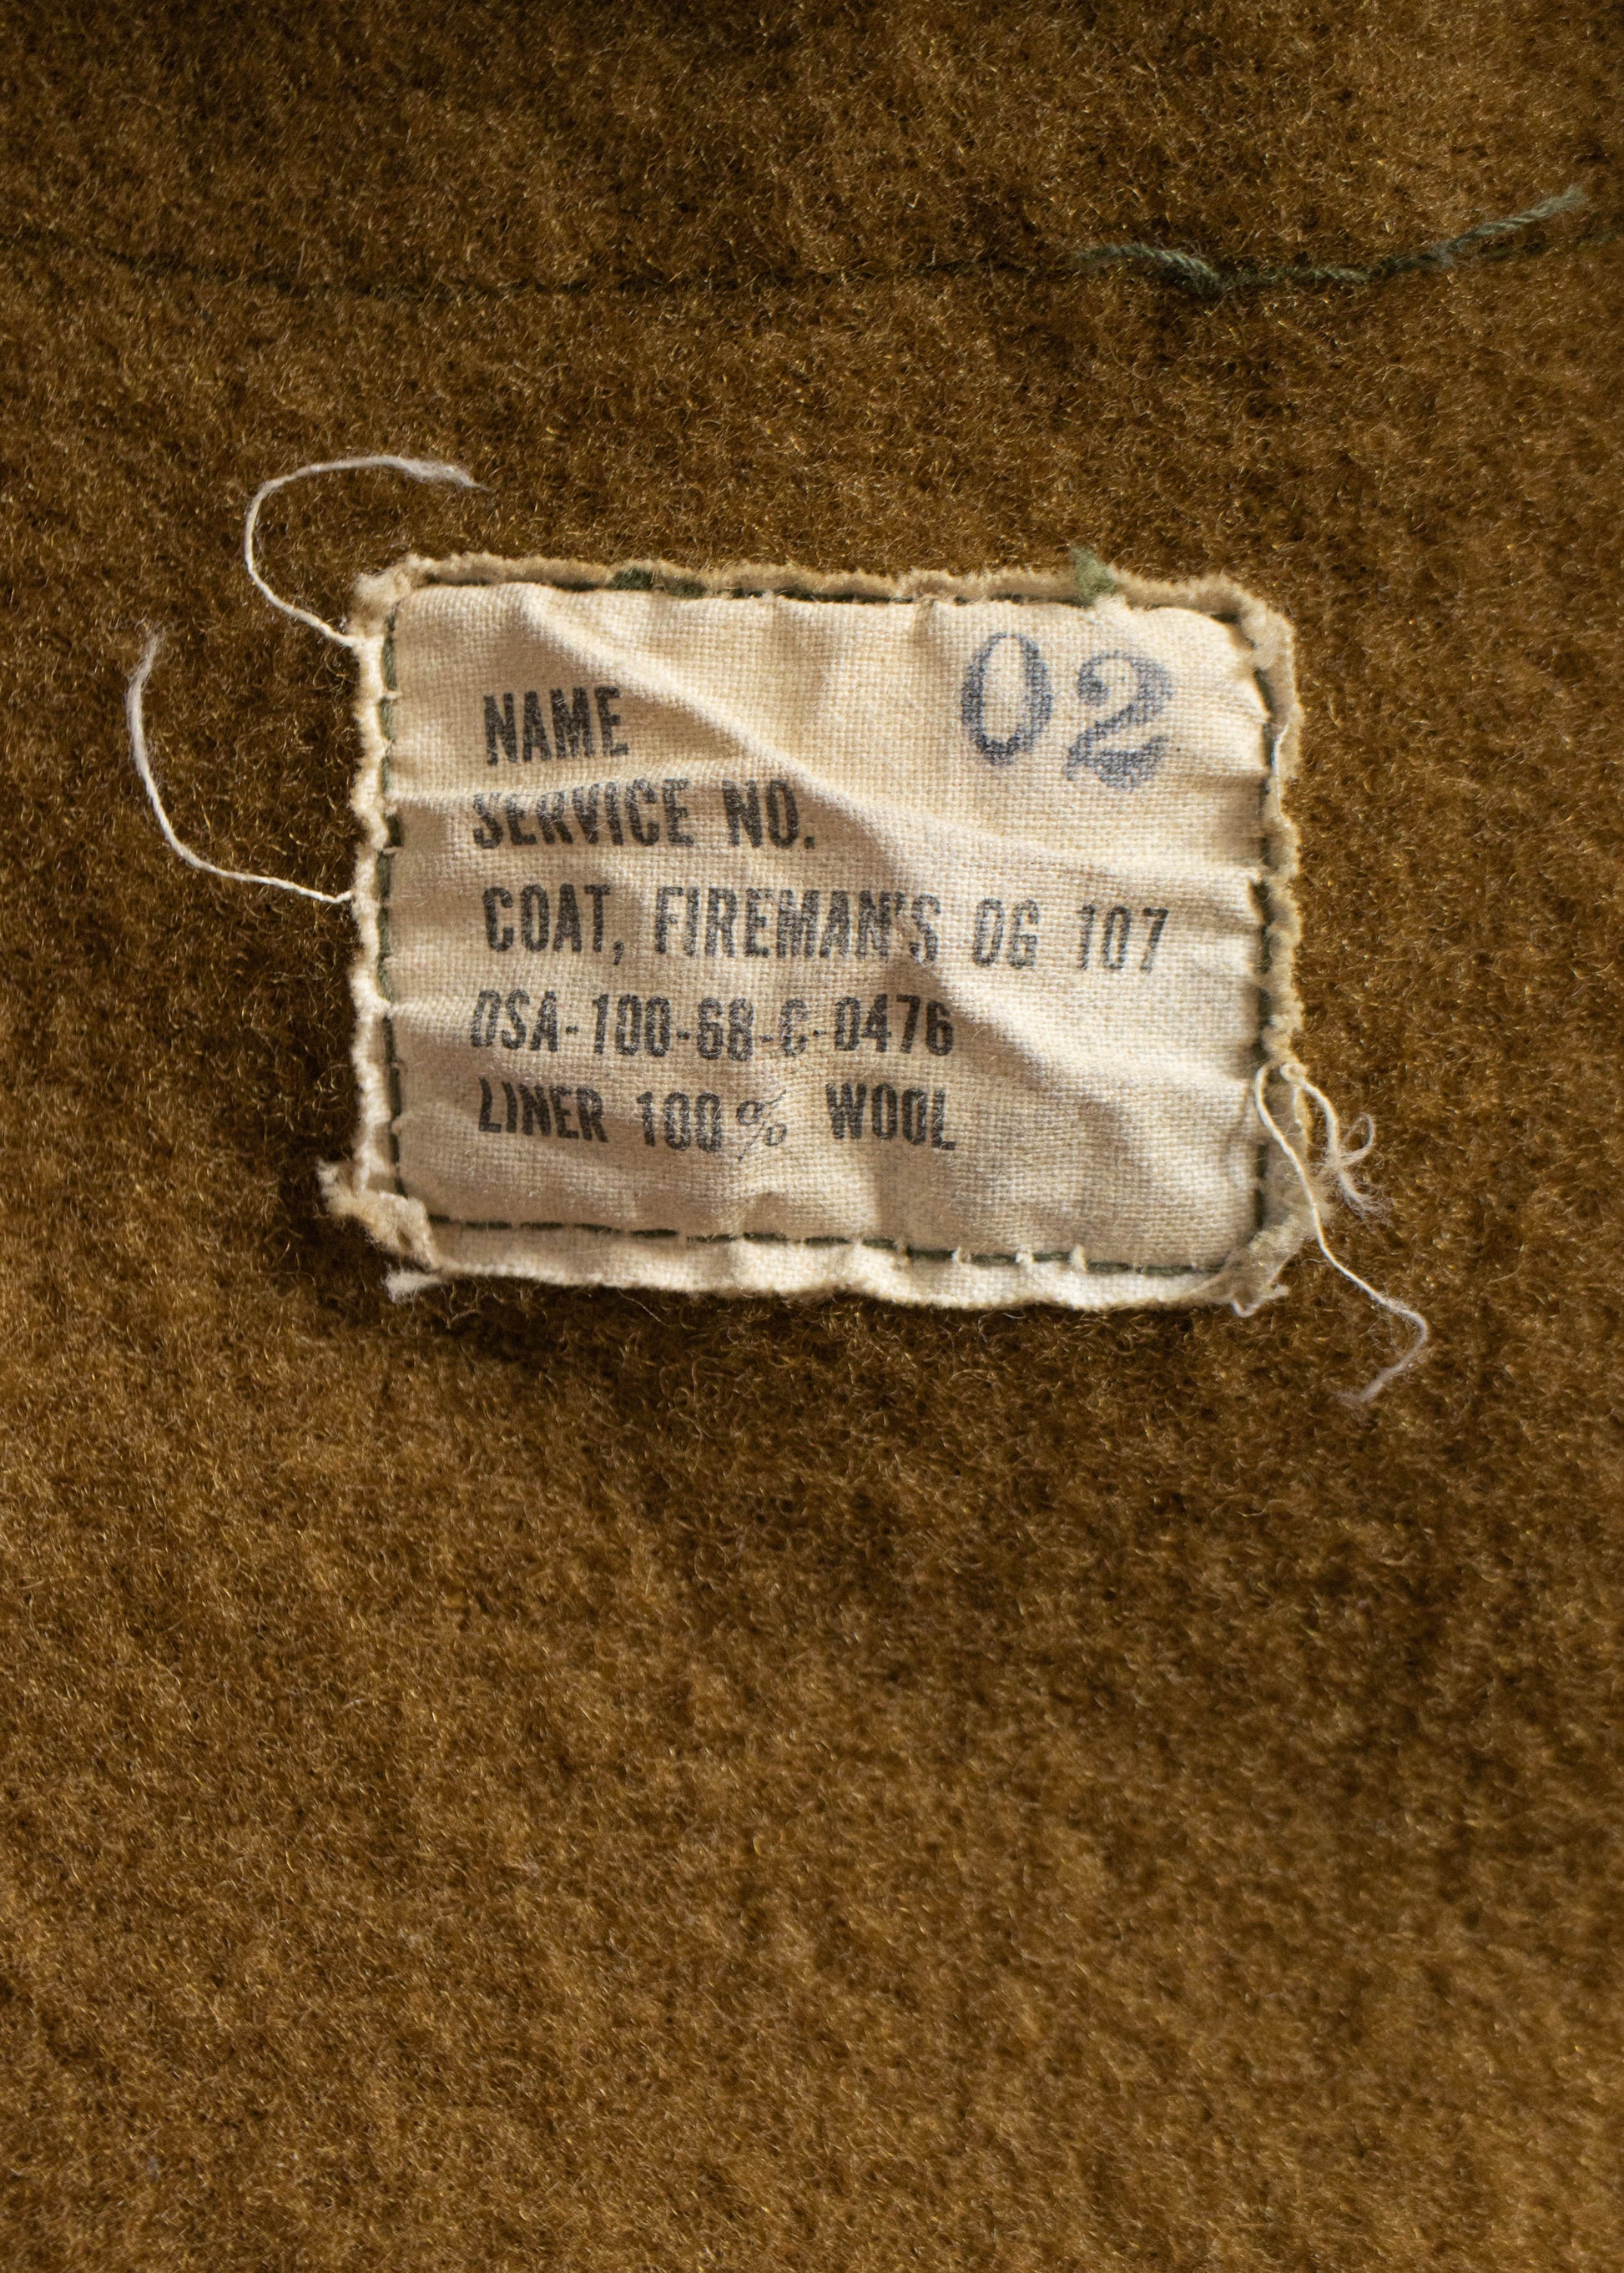 02
NAME
SERVICE NO.
COAT, FIREMAN'S OG 107
DSA-100-68-C-0476
LINER 100% WOOL